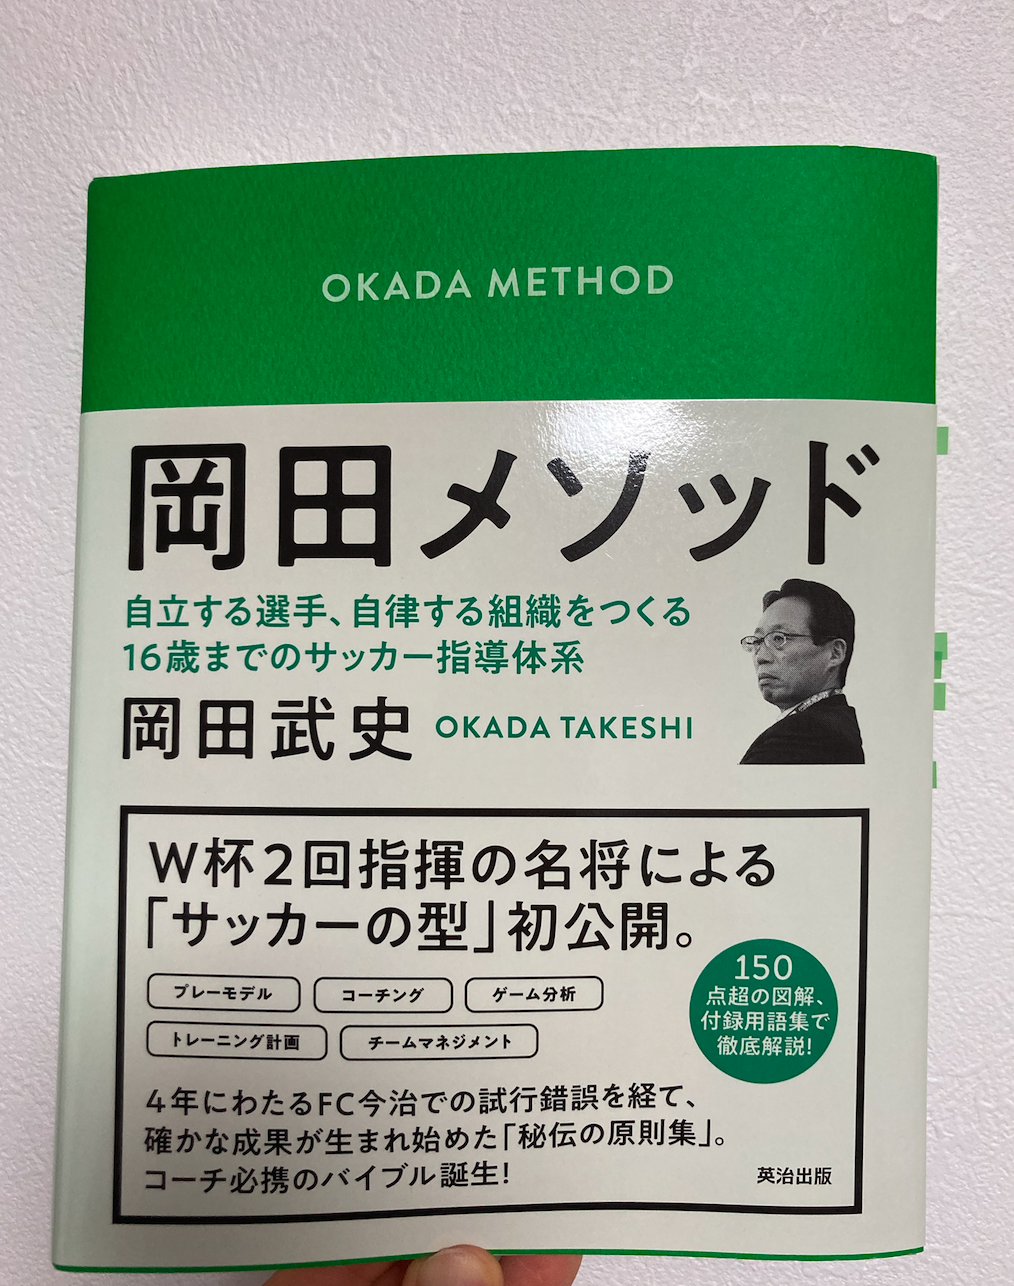 OKADA METHOD
岡田メソッド
自立する選手、自律する組織をつくる
16歳までのサッカー指導体系
岡田武史 OKADA TAKESHI
W杯2回指揮の名将による
「サッカーの型」初公開。
プレーモデル コーチング ゲーム分析
トレーニング計画 チームマネジメント
150
点超の図解、
付録用語集で
徹底解説!
4年にわたるFC今治での試行錯誤を経て、
確かな成果が生まれ始めた「秘伝の原則集」。
コーチ必携のバイブル誕生!
英治出版